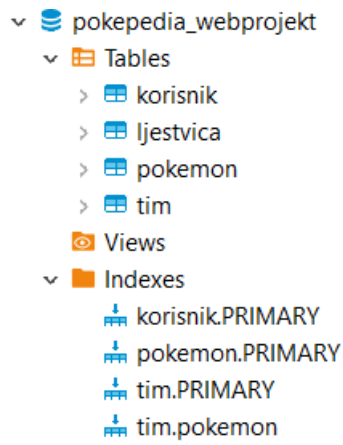 pokepedia_webprojekt
Tables
korisnik
ljestvica
pokemon
tim
Views
Indexes
korisnik.PRIMARY
pokemon.PRIMARY
tim.PRIMARY
tim.pokemon